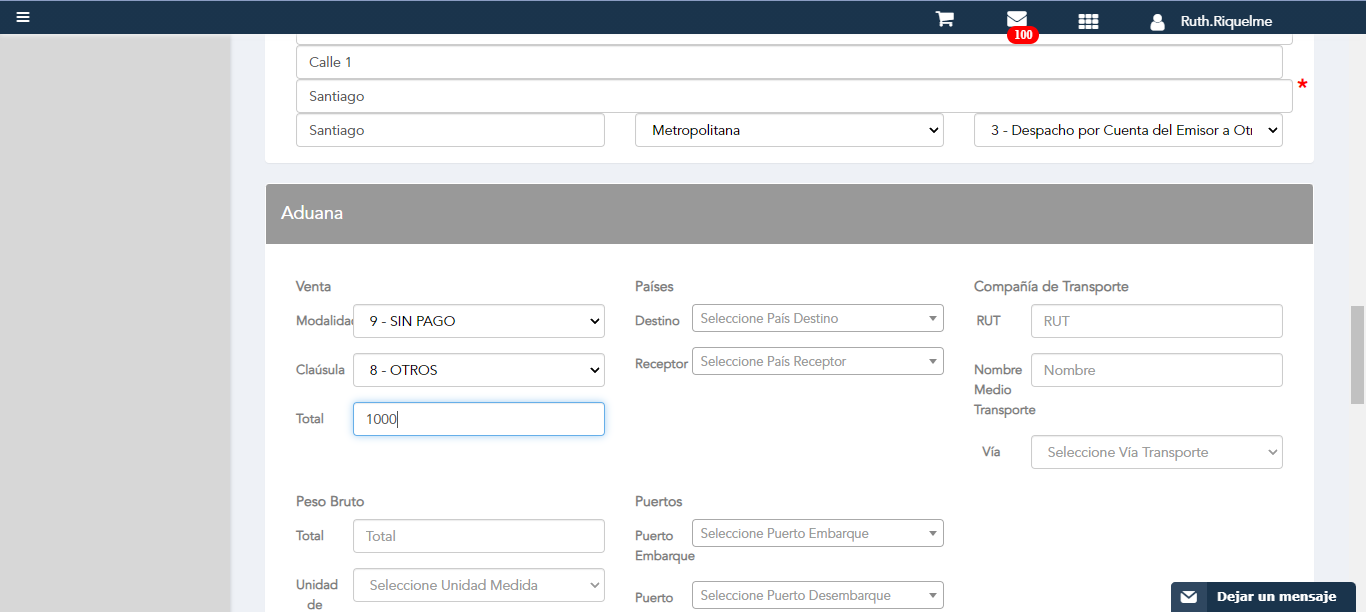 100
Ruth.Riquelme
Calle 1
Santiago
*
Santiago
Metropolitana
3 - Despacho por Cuenta del Emisor a Otr
Aduana
Venta
Modalidad
9 - SIN PAGO
Claúsula
8 - OTROS
Total
1000
Países
Destino
Seleccione País Destino
Receptor
Seleccione País Receptor
Compañía de Transporte
RUT
RUT
Nombre
Medio
Transporte
Nombre
Vía
Seleccione Vía Transporte
Peso Bruto
Total
Total
Unidad
de
Seleccione Unidad Medida
Puertos
Puerto
Embarque
Seleccione Puerto Embarque
Puerto
Seleccione Puerto Desembarque
Dejar un mensaje